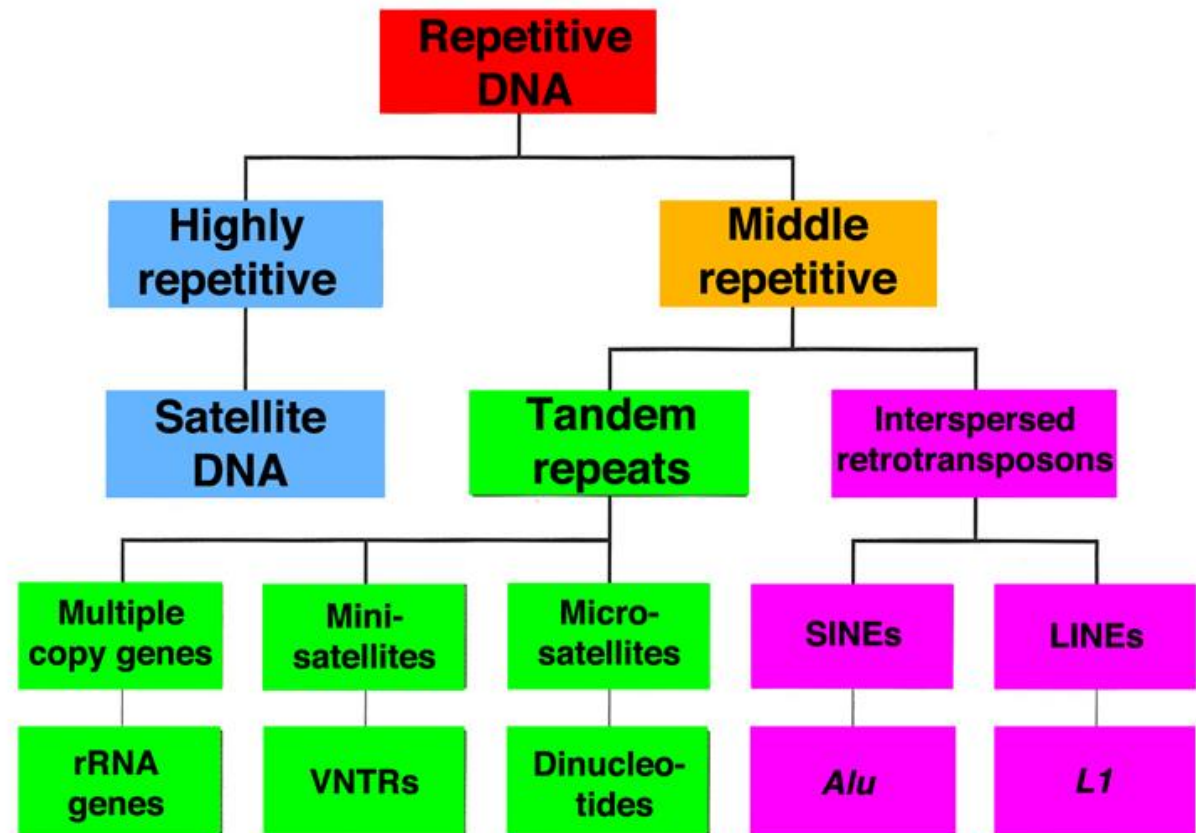 Repetitive
DNA
Highly
repetitive
Middle
repetitive
Satellite
DNA
Tandem
repeats
Interspersed
retrotransposons
Multiple
copy genes
Mini-
satellites
Micro-
satellites
SINEs
LINEs
rRNA
genes
VNTRs
Dinucleo-
tides
Alu
L1